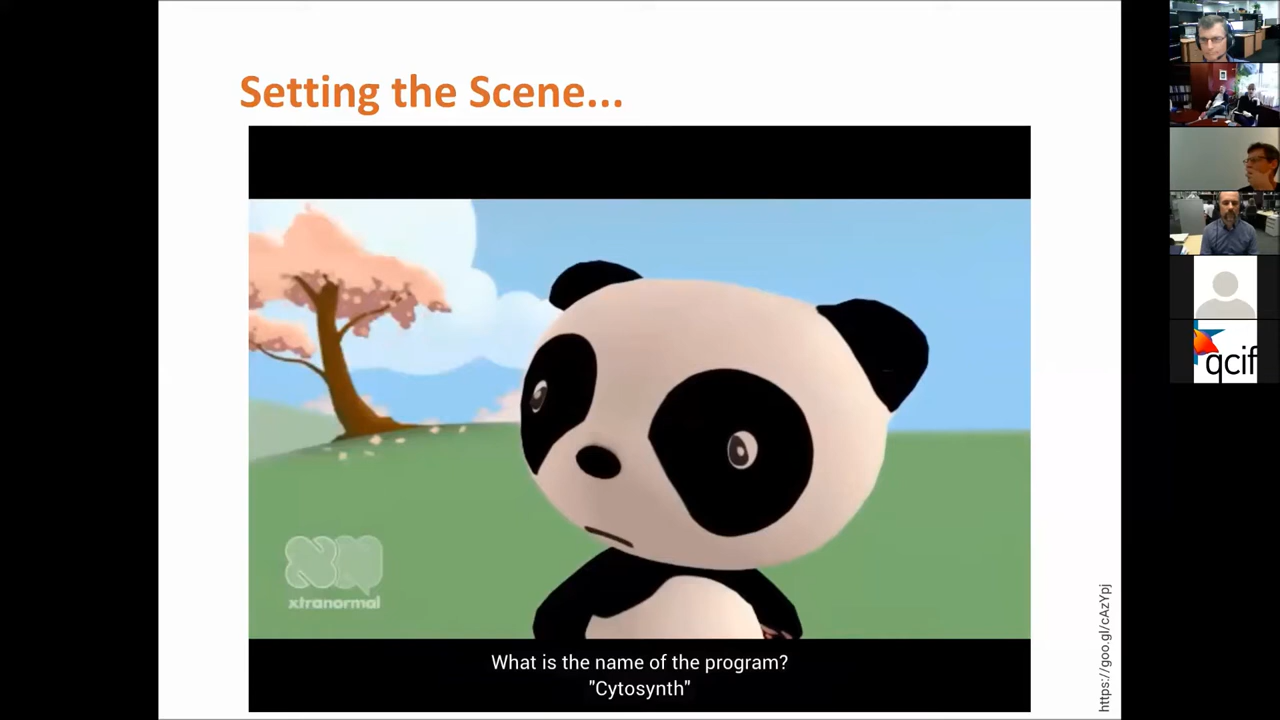 Setting the Scene...
xtranormal
What is the name of the program?
"Cytosynth"
https://goo.gl/cAzYpj
qcif